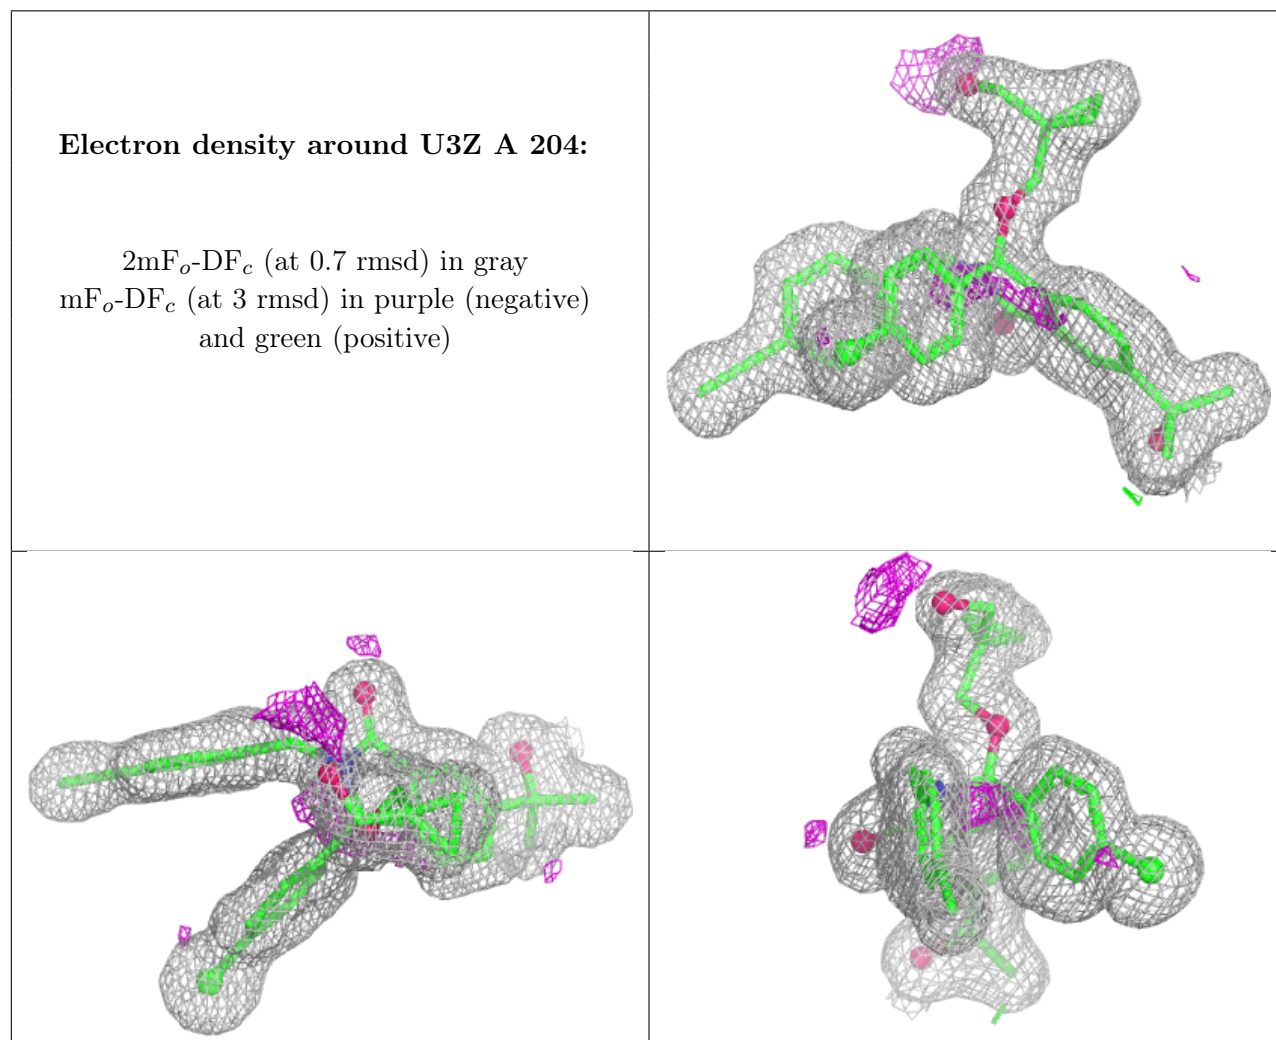 Electron density around U3Z A 204:
2mFo-DFc (at 0.7 rmsd) in gray
mFo-DFc (at 3 rmsd) in purple (negative)
and green (positive)